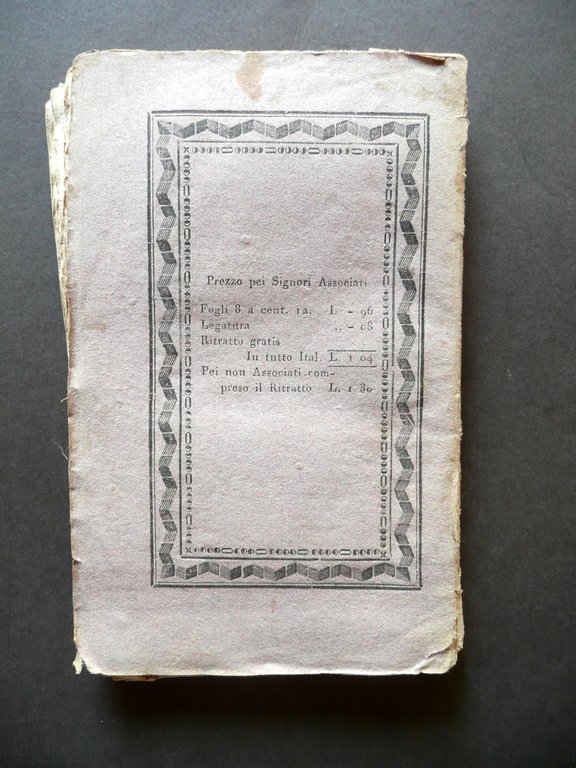 Prezzo pei Signori Associati
Fogli 8 a cent. 12. L. - 96
Legatura „ - 08
Ritratto gratis
In tutto Ital. L. 1 04
Pei non Associati com-
preso il Ritratto L. 1 30